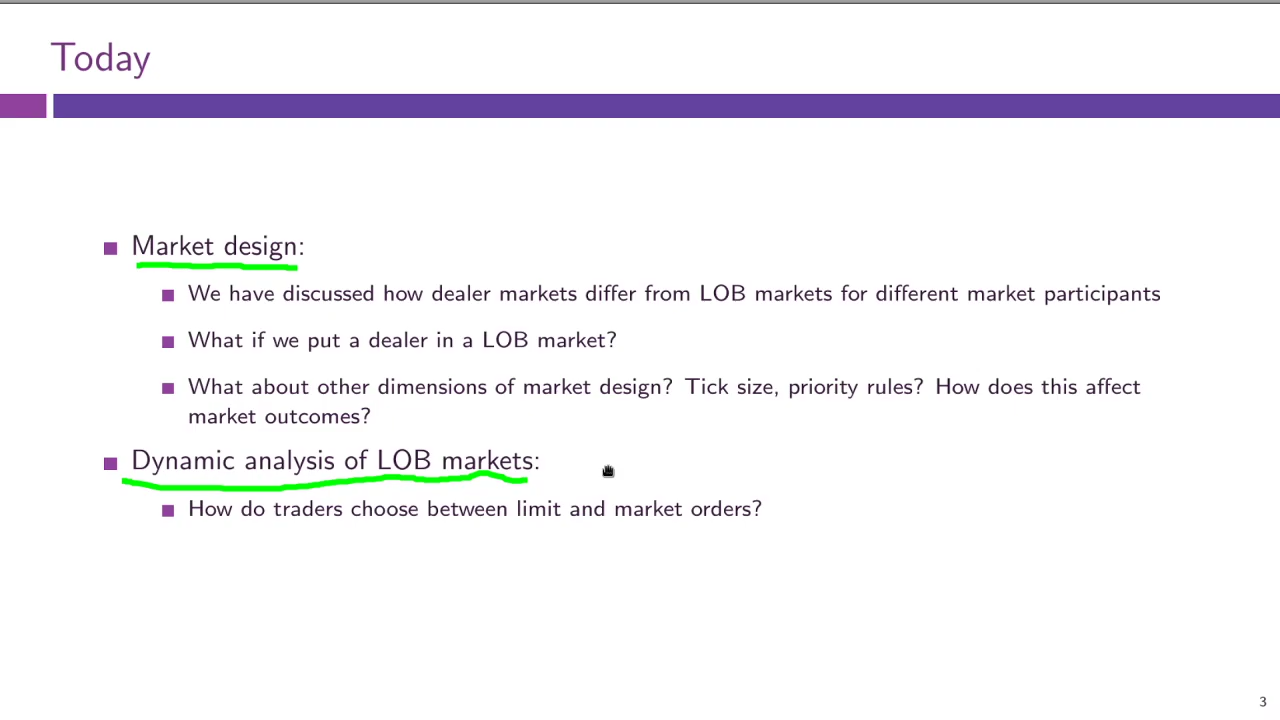 Today
Market design:
We have discussed how dealer markets differ from LOB markets for different market participants
What if we put a dealer in a LOB market?
What about other dimensions of market design? Tick size, priority rules? How does this affect
market outcomes?
Dynamic analysis of LOB markets:
How do traders choose between limit and market orders?
3